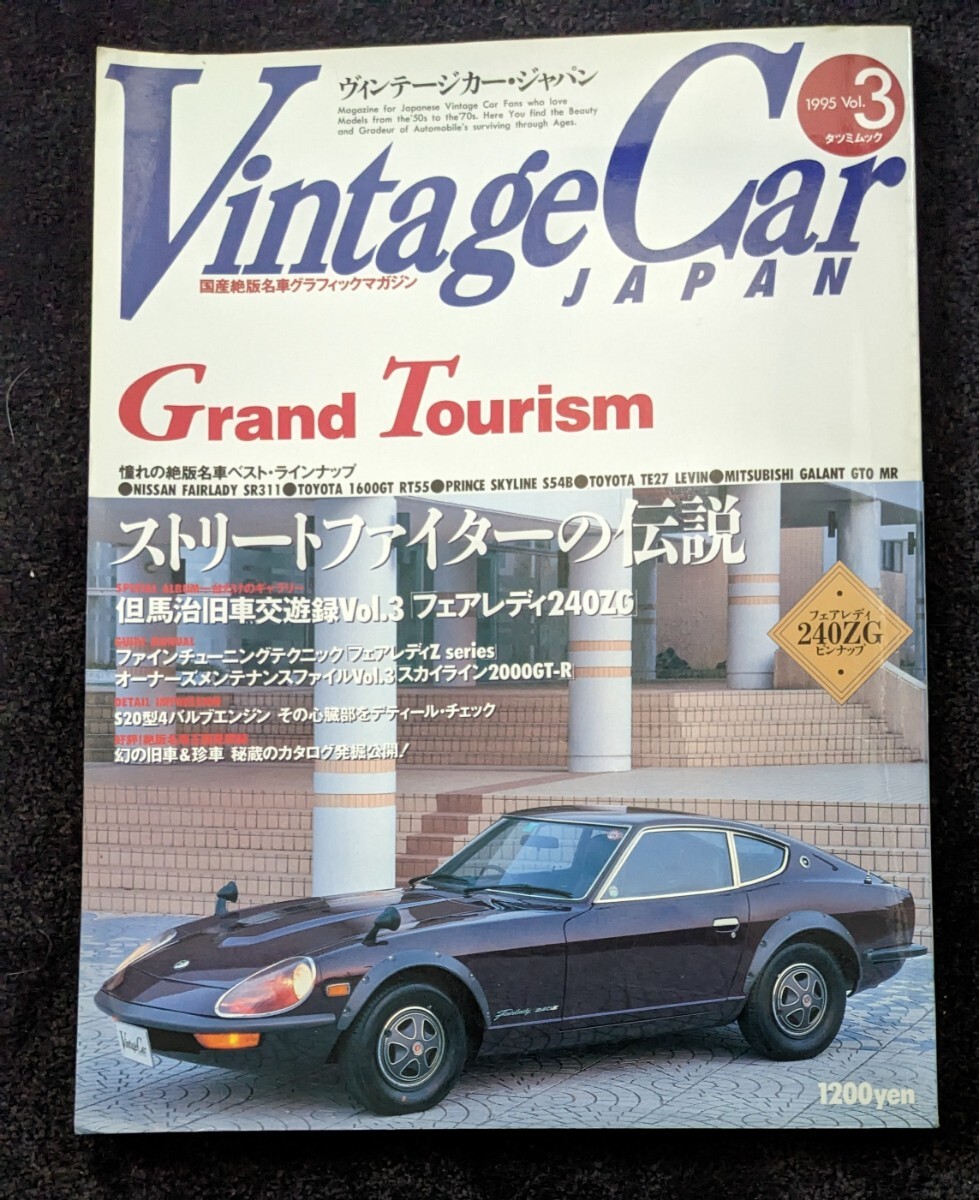 ヴィンテージカー・ジャパン
Magazine for Japanese Vintage Car Fans who love
Models from the '50s to the '70s. Here You find the Beauty
and Gradeur of Automobile's surviving through Ages.
1995 Vol.3
タツミムック
Vintage Car
JAPAN
国産絶版名車グラフィックマガジン
Grand Tourism
憧れの絶版名車ベスト・ラインナップ
●NISSAN FAIRLADY SR311●TOYOTA 1600GT RT55●PRINCE SKYLINE S54B●TOYOTA TE27 LEVIN●MITSUBISHI GALANT GTO MR
ストリートファイターの伝説
SPECIAL ALBUM
但馬治旧車交遊録Vol.3「フェアレディ240ZG」
フェアレディ
240ZG
ピンナップ
GUIDE MANUAL
ファインチューニングテクニック「フェアレディZ series」
オーナーズメンテナンスファイルVol.3「スカイライン2000GT-R」
DETAIL
S20型4バルブエンジン その心臓部をデティール・チェック
幻の旧車&珍車 秘蔵のカタログ発掘公開!
Fairlady 240Z
Vintage Car
1200yen